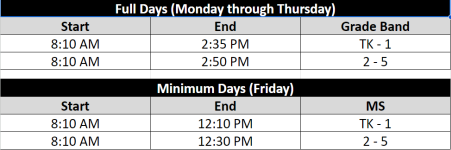 Full Days (Monday through Thursday)
Start End Grade Band
8:10 AM 2:35 PM TK - 1
8:10 AM 2:50 PM 2 - 5
Minimum Days (Friday)
Start End MS
8:10 AM 12:10 PM TK - 1
8:10 AM 12:30 PM 2 - 5